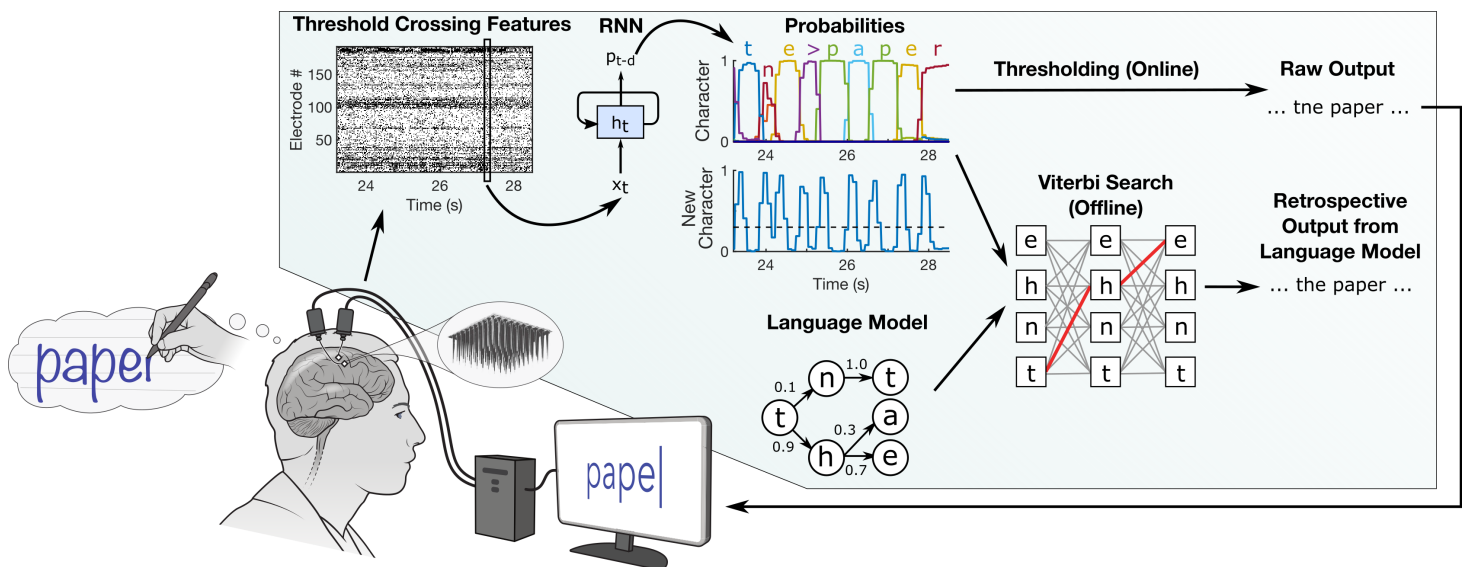 Threshold Crossing Features
Electrode #
150
100
50
24 26 28
Time (s)
RNN
pt-d
ht
xt
Probabilities
t n e > p a p e r
Character
1
0
24 26 28
New
Character
1
0
24 26 28
Time (s)
Thresholding (Online)
Raw Output
... tne paper ...
Viterbi Search
(Offline)
e e e
h h h
n n n
t t t
Retrospective
Output from
Language Model
... the paper ...
Language Model
t
0.1
n
1.0
t
0.9
h
0.3
a
0.7
e
paper
pape